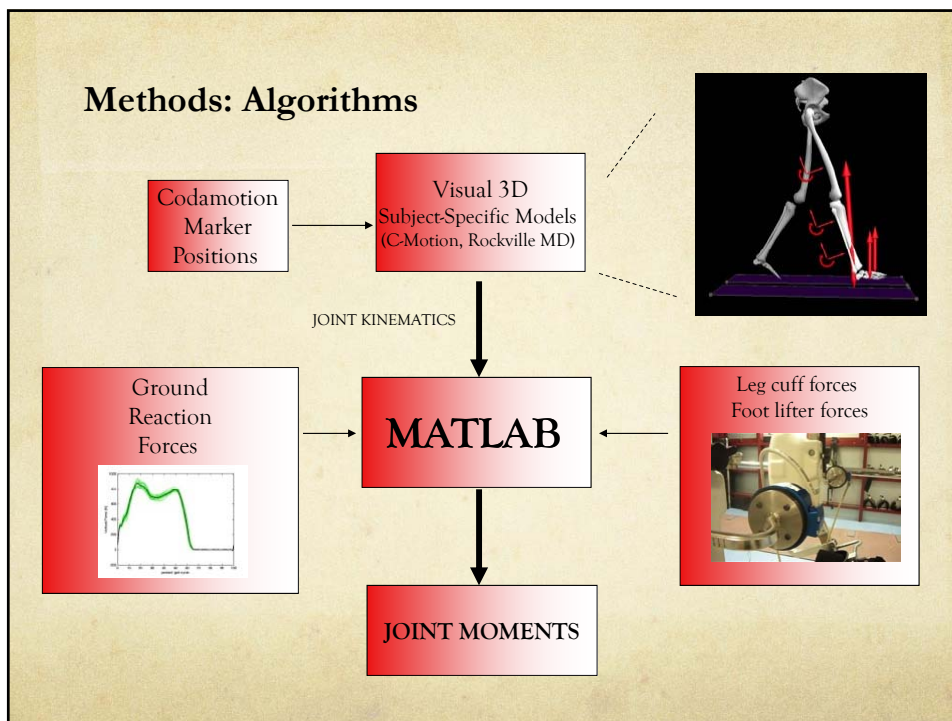 Methods: Algorithms
Codamotion
Marker
Positions
Visual 3D
Subject-Specific Models
(C-Motion, Rockville MD)
JOINT KINEMATICS
Ground
Reaction
Forces
MATLAB
Leg cuff forces
Foot lifter forces
JOINT MOMENTS